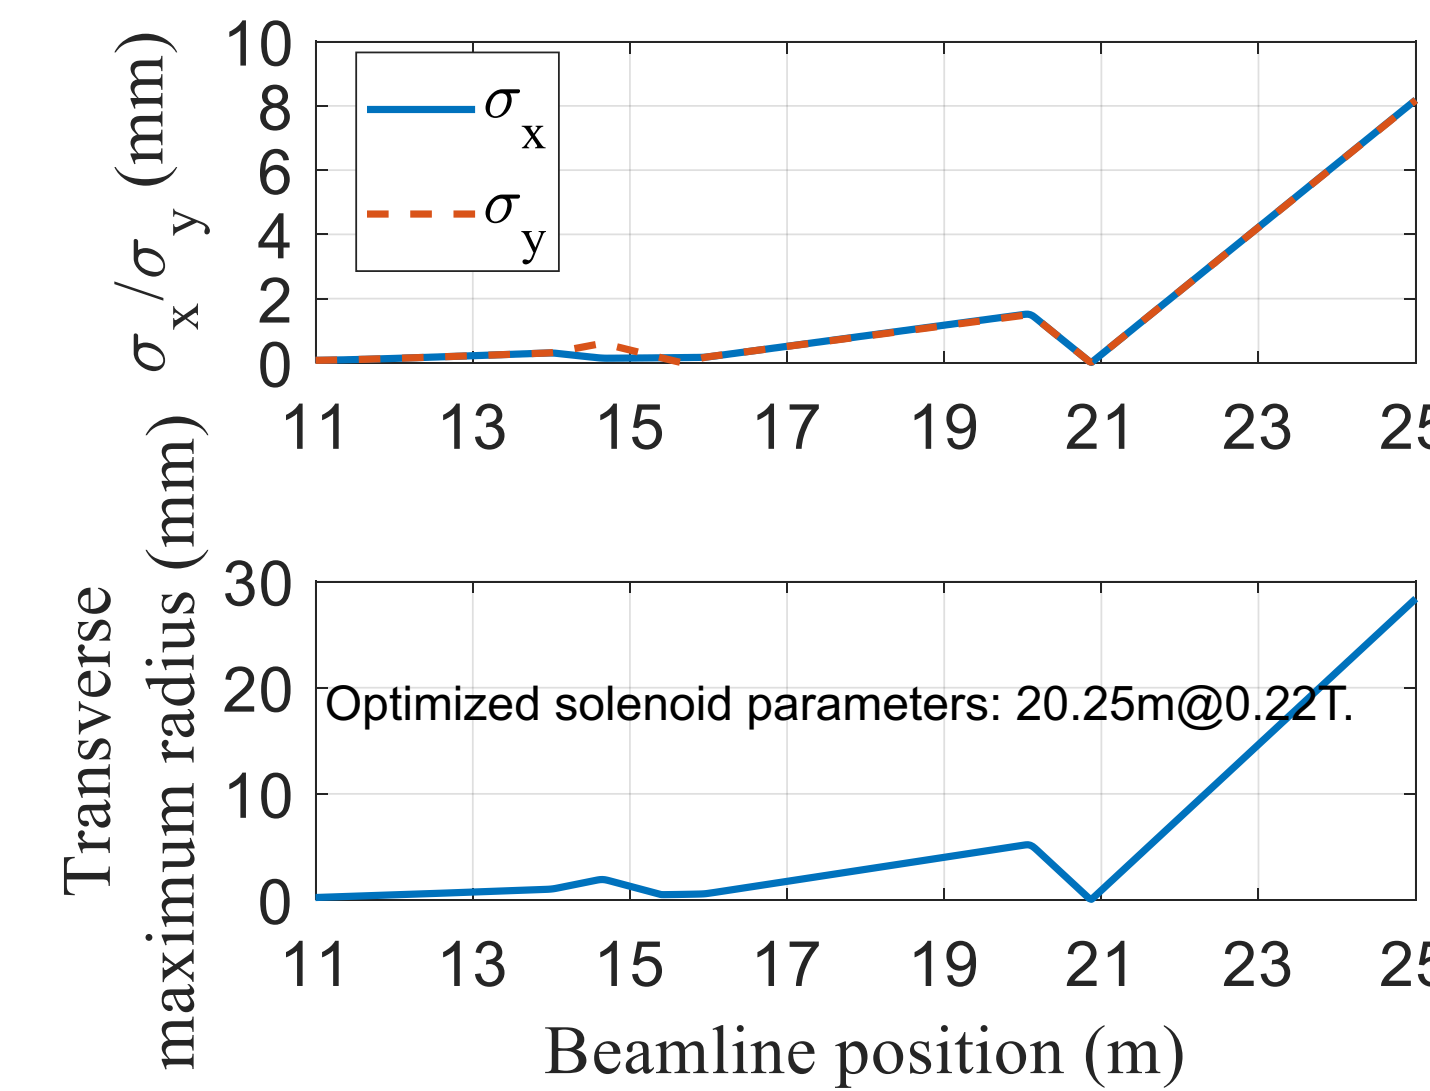 σx/σy (mm)
10
8
6
4
2
0
σx
σy
11 13 15 17 19 21 23 25
Transverse
maximum radius (mm)
30
20
10
0
Optimized solenoid parameters: 20.25m@0.22T.
11 13 15 17 19 21 23 25
Beamline position (m)